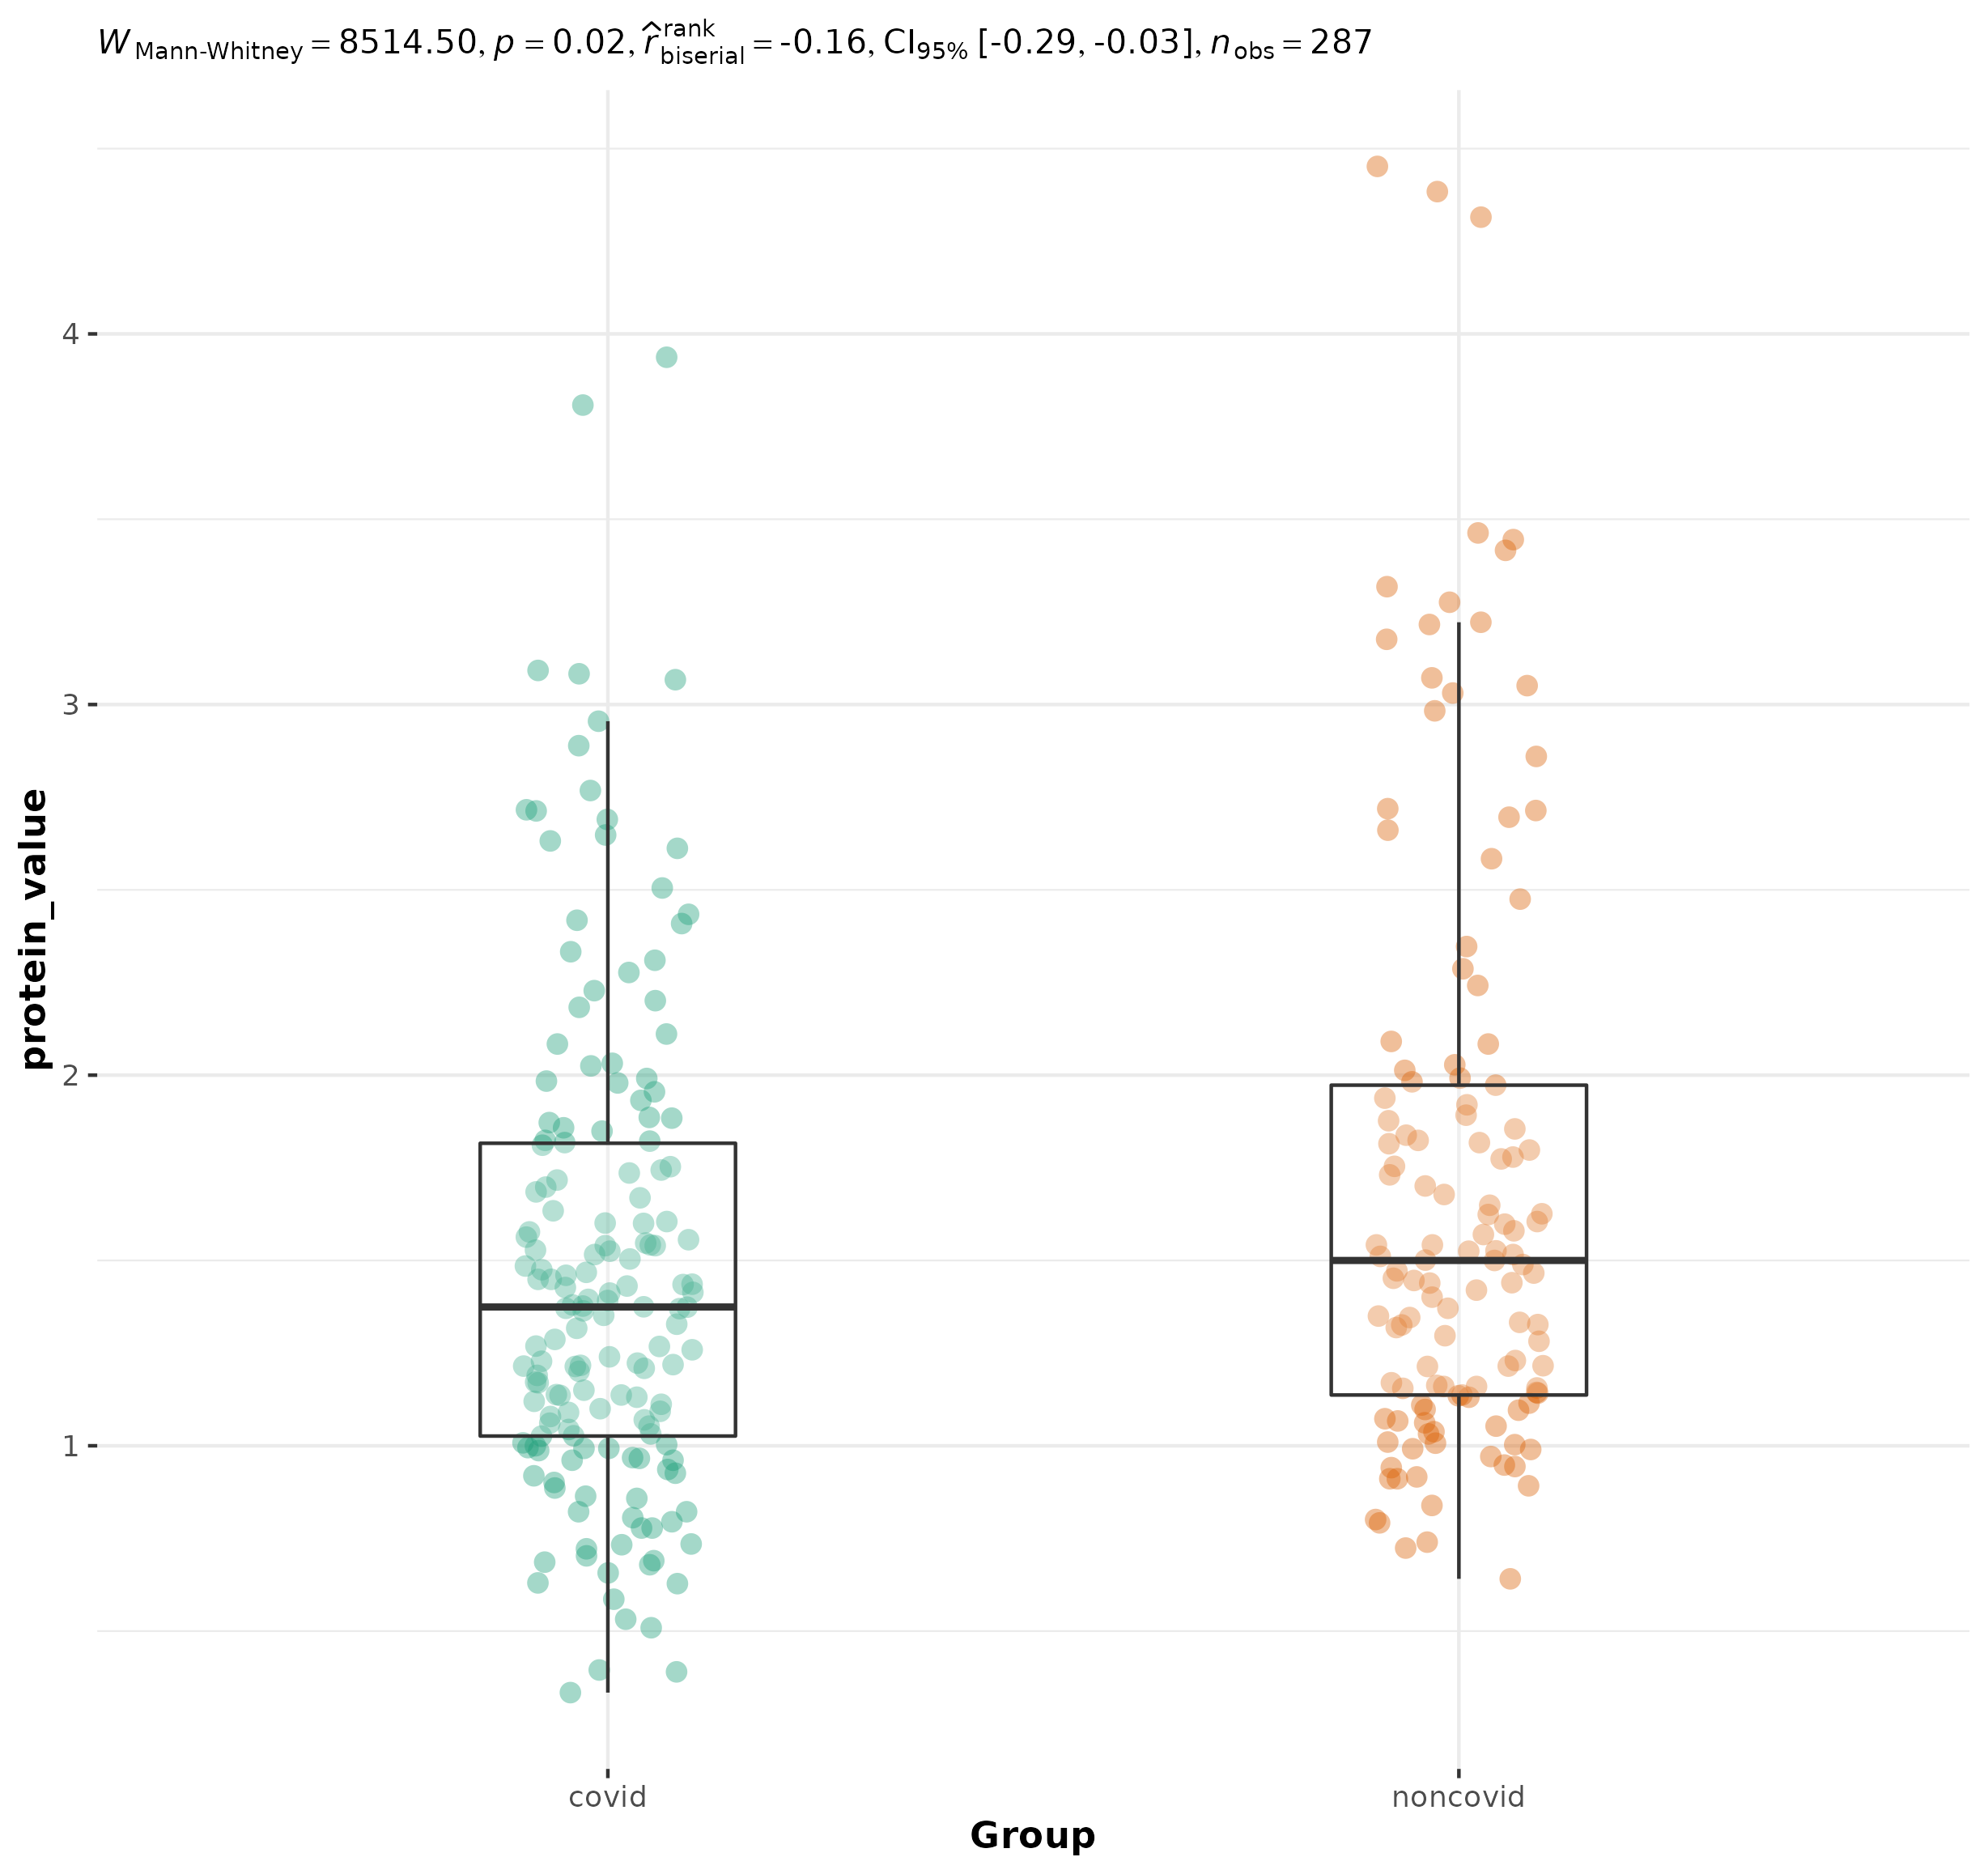 W Mann-Whitney = 8514.50, p = 0.02, r̂ rank biserial = -0.16, CI95% [-0.29, -0.03], nobs = 287
4
3
2
1
protein_value
covid noncovid
Group